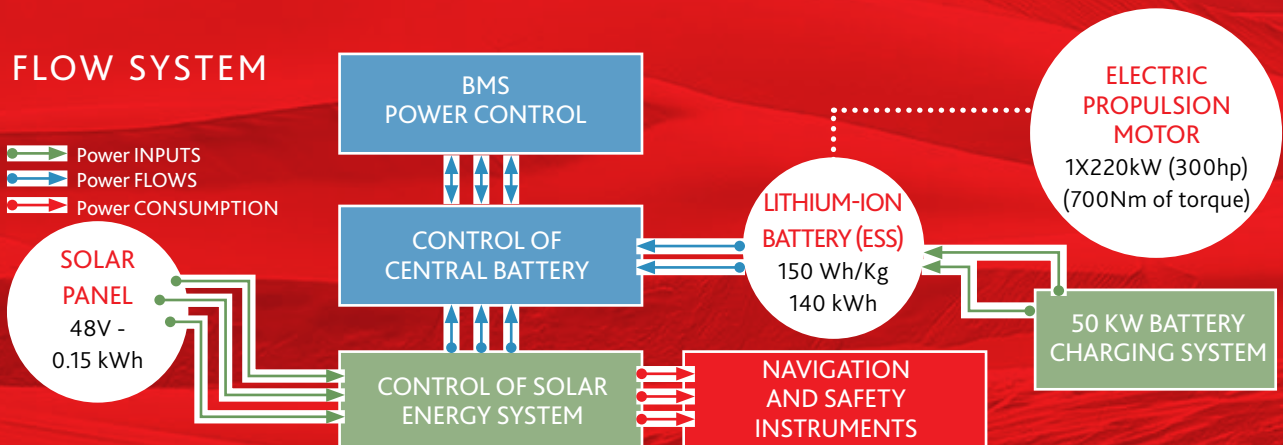 FLOW SYSTEM
Power INPUTS
Power FLOWS
Power CONSUMPTION
SOLAR
PANEL
48V -
0.15 kWh
BMS
POWER CONTROL
CONTROL OF
CENTRAL BATTERY
CONTROL OF SOLAR
ENERGY SYSTEM
NAVIGATION
AND SAFETY
INSTRUMENTS
LITHIUM-ION
BATTERY (ESS)
150 Wh/Kg
140 kWh
ELECTRIC
PROPULSION
MOTOR
1X220kW (300hp)
(700Nm of torque)
50 KW BATTERY
CHARGING SYSTEM